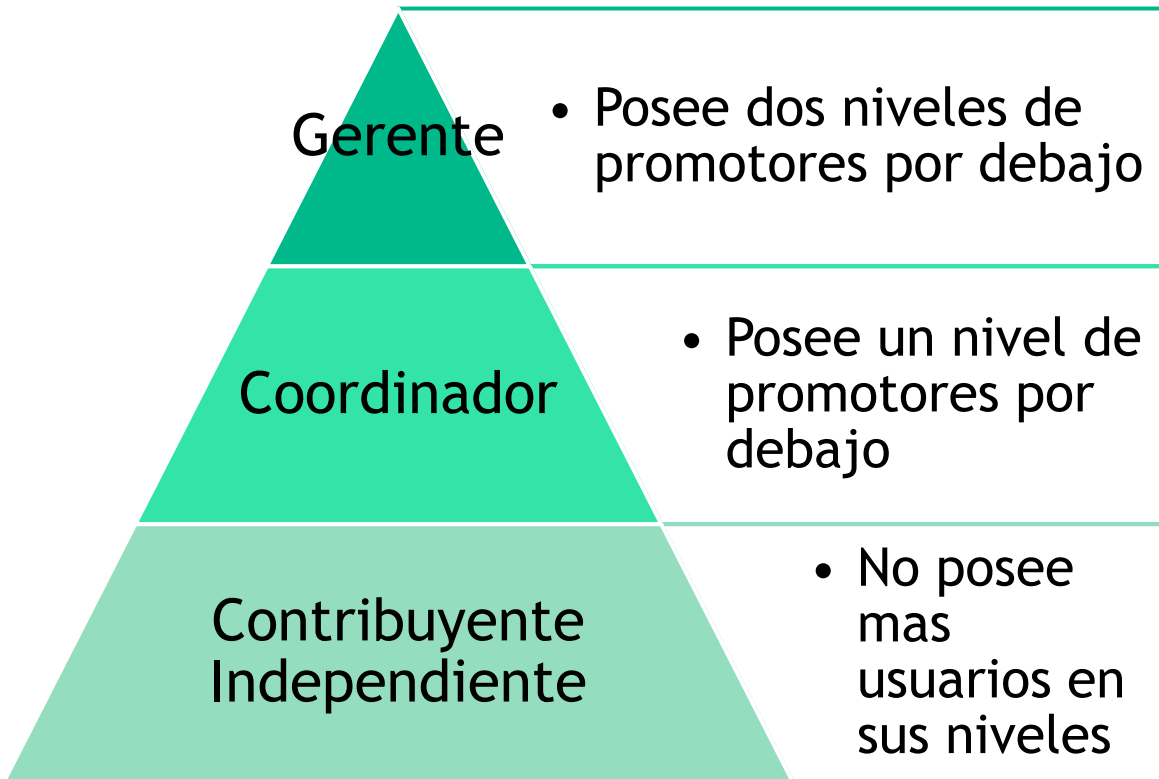 Gerente
• Posee dos niveles de
promotores por debajo
Coordinador
• Posee un nivel de
promotores por
debajo
Contribuyente
Independiente
• No posee
mas
usuarios en
sus niveles